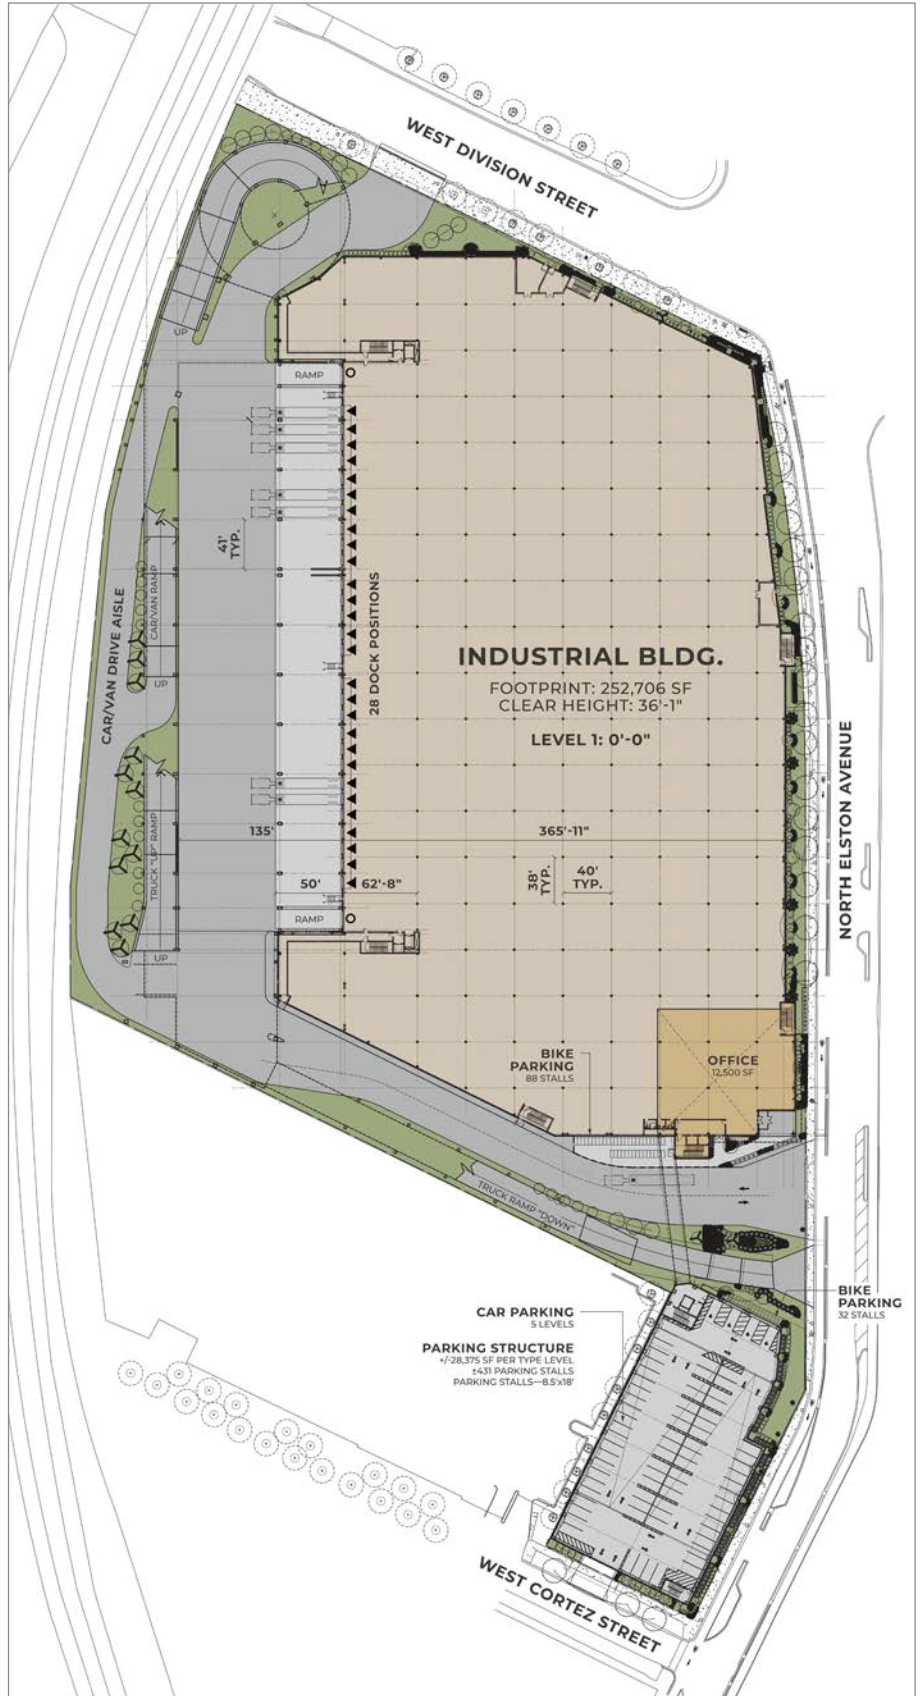 WEST DIVISION STREET
UP
RAMP
41'
TYP.
CAR/VAN RAMP
CAR/VAN DRIVE AISLE
28 DOCK POSITIONS
INDUSTRIAL BLDG.
FOOTPRINT: 252,706 SF
CLEAR HEIGHT: 36'-1"
LEVEL 1: 0'-0"
UP
NORTH ELSTON AVENUE
TRUCK "UP" RAMP
135'
365'-11"
50'
62'-8"
38'
TYP.
40'
TYP.
RAMP
UP
BIKE
PARKING
88 STALLS
OFFICE
12,500 SF
TRUCK RAMP "DOWN"
BIKE
PARKING
32 STALLS
CAR PARKING
5 LEVELS
PARKING STRUCTURE
+/-28,375 SF PER TYPE LEVEL
±431 PARKING STALLS
PARKING STALLS—8.5'x18'
WEST CORTEZ STREET